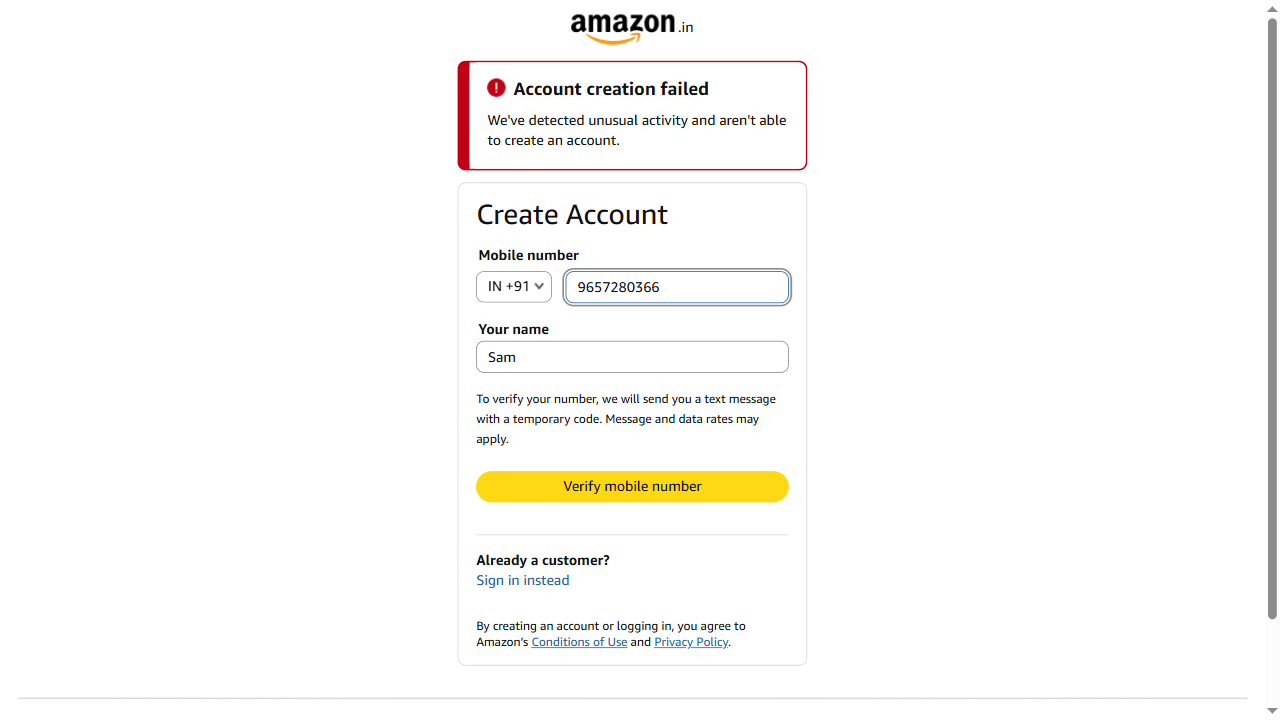 amazon.in
Account creation failed
We've detected unusual activity and aren't able
to create an account.
Create Account
Mobile number
IN +91
9657280366
Your name
Sam
To verify your number, we will send you a text message
with a temporary code. Message and data rates may
apply.
Verify mobile number
Already a customer?
Sign in instead
By creating an account or logging in, you agree to
Amazon's Conditions of Use and Privacy Policy.